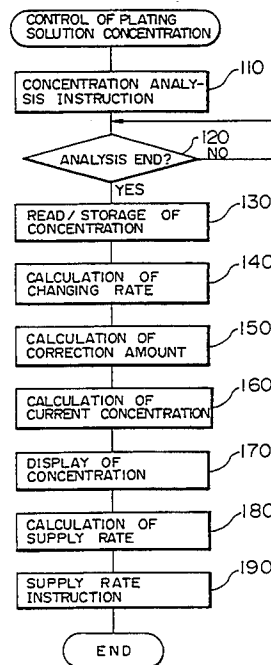 CONTROL OF PLATING
SOLUTION CONCENTRATION
110
CONCENTRATION ANALY-
SIS INSTRUCTION
120
ANALYSIS END?
NO
YES
130
READ/STORAGE OF
CONCENTRATION
140
CALCULATION OF
CHANGING RATE
150
CALCULATION OF
CORRECTION AMOUNT
160
CALCULATION OF
CURRENT CONCENTRATION
170
DISPLAY OF
CONCENTRATION
180
CALCULATION OF
SUPPLY RATE
190
SUPPLY RATE
INSTRUCTION
END